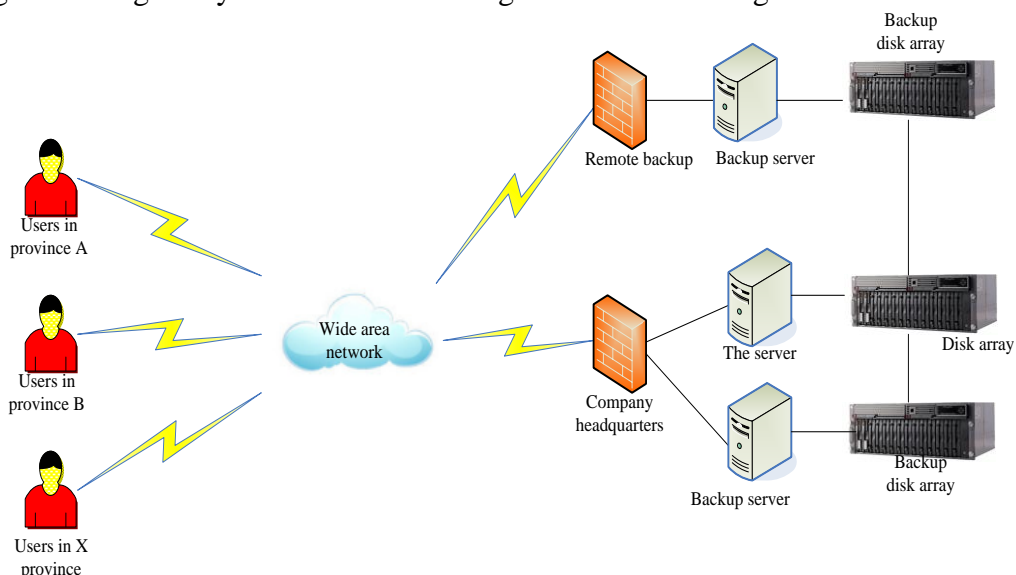 Backup
disk array
Remote backup
Backup server
Users in
province A
Wide area
network
The server
Disk array
Users in
province B
Company
headquarters
Backup
disk array
Backup server
Users in X
province